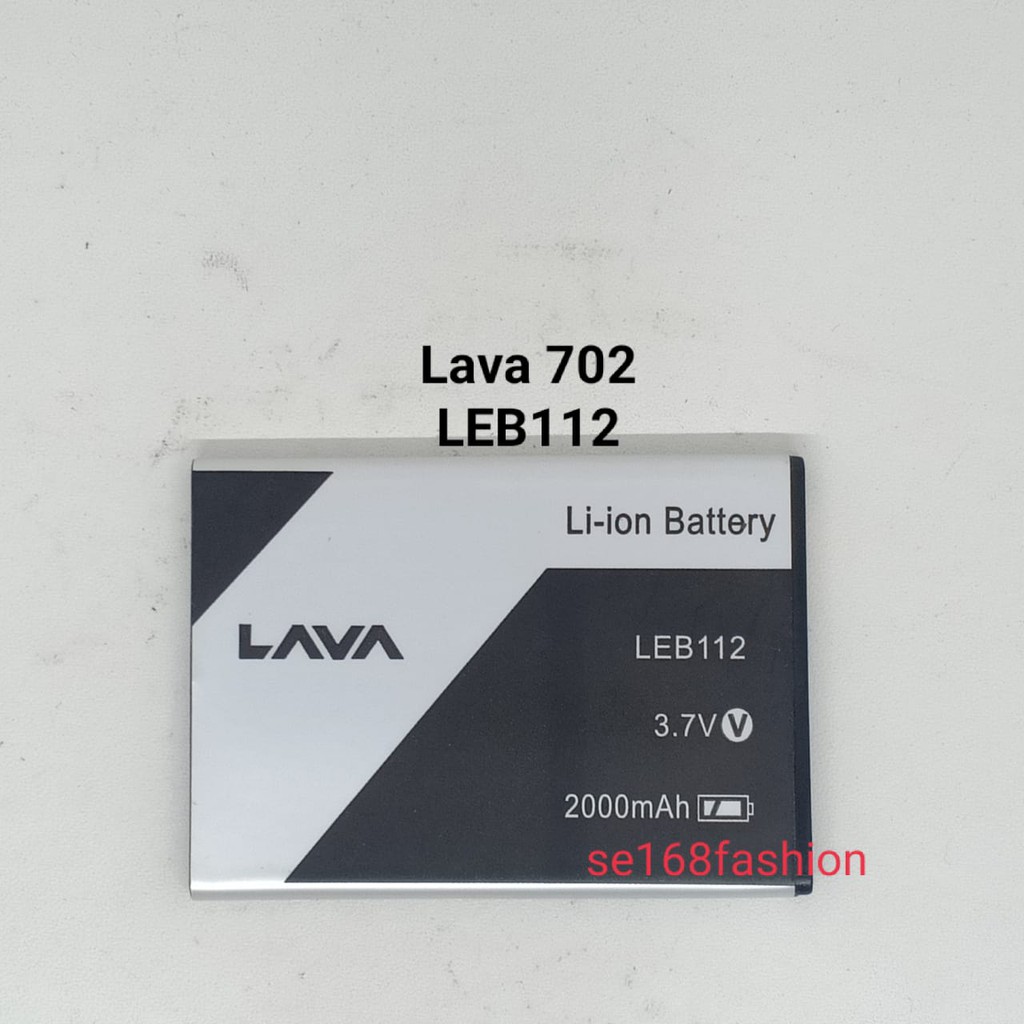 Lava 702
LEB112
Li-ion Battery
LAVA
LEB112
3.7V V
2000mAh
se168fashion